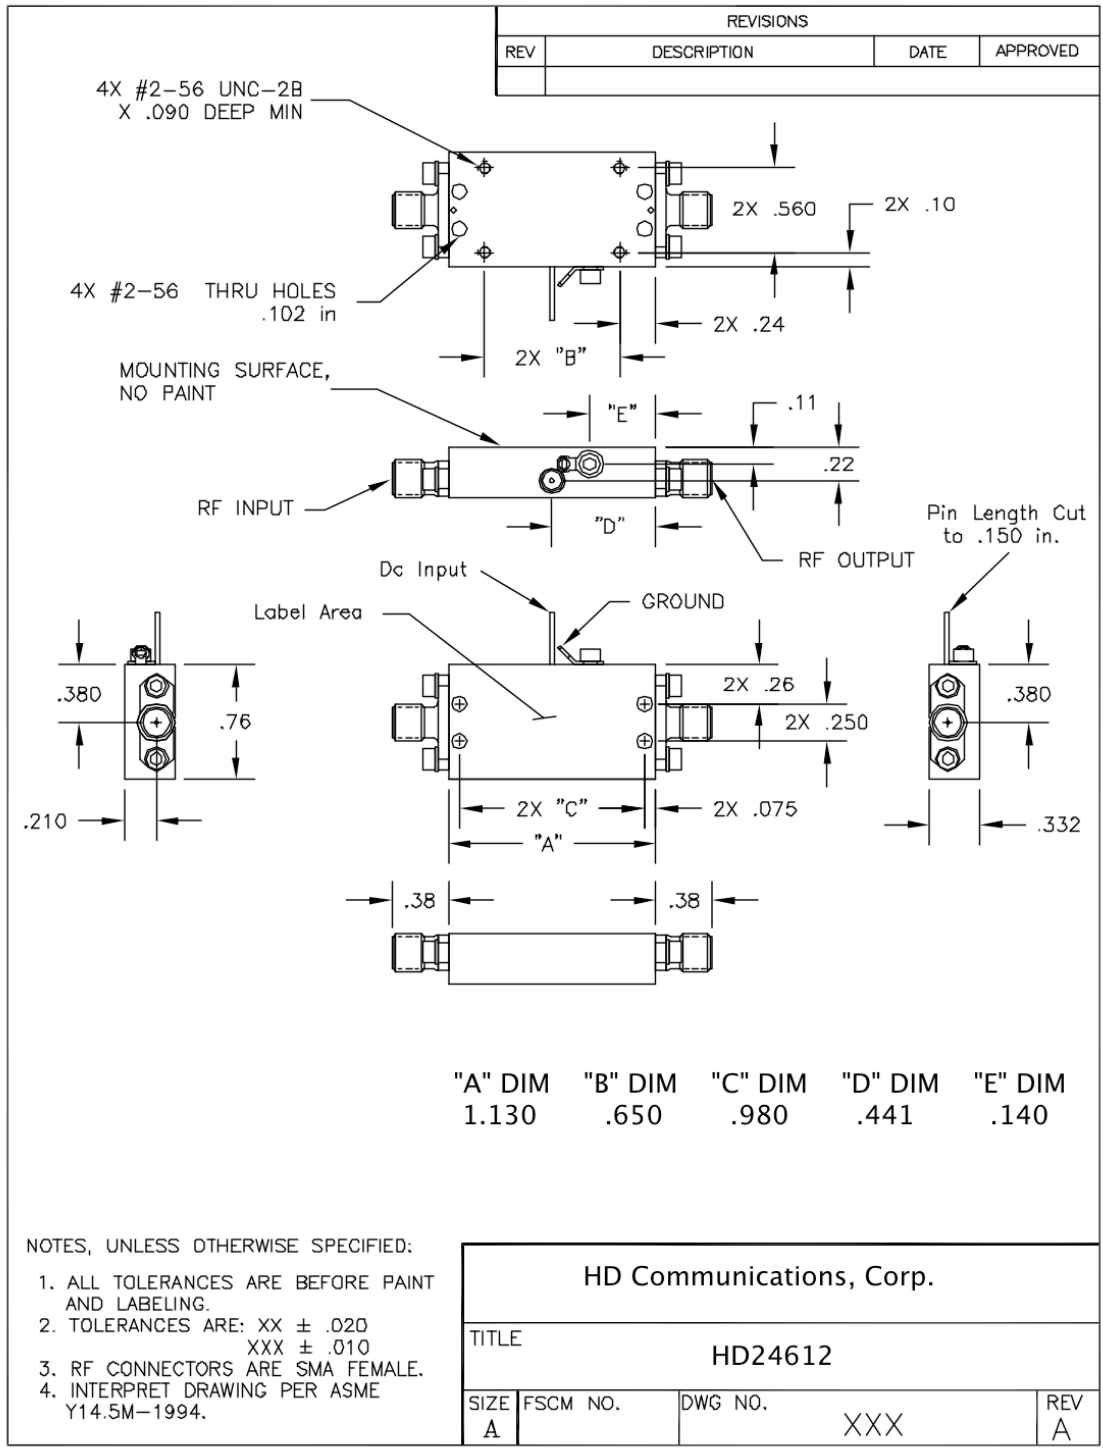 REVISIONS
REV DESCRIPTION DATE APPROVED
4X #2-56 UNC-2B
X .090 DEEP MIN
2X .560
2X .10
4X #2-56 THRU HOLES
.102 in
2X .24
2X "B"
MOUNTING SURFACE,
NO PAINT
"E"
.11
.22
RF INPUT
"D"
RF OUTPUT
Pin Length Cut
to .150 in.
Dc Input
GROUND
Label Area
.380
.76
2X .26
2X .250
.380
.210
2X "C"
2X .075
.332
"A"
.38
.38
"A" DIM "B" DIM "C" DIM "D" DIM "E" DIM
1.130 .650 .980 .441 .140
NOTES, UNLESS OTHERWISE SPECIFIED:
1. ALL TOLERANCES ARE BEFORE PAINT
AND LABELING.
2. TOLERANCES ARE: XX ± .020
XXX ± .010
3. RF CONNECTORS ARE SMA FEMALE.
4. INTERPRET DRAWING PER ASME
Y14.5M-1994.
HD Communications, Corp.
TITLE
HD24612
SIZE FSCM NO. DWG NO. REV
A XXX A